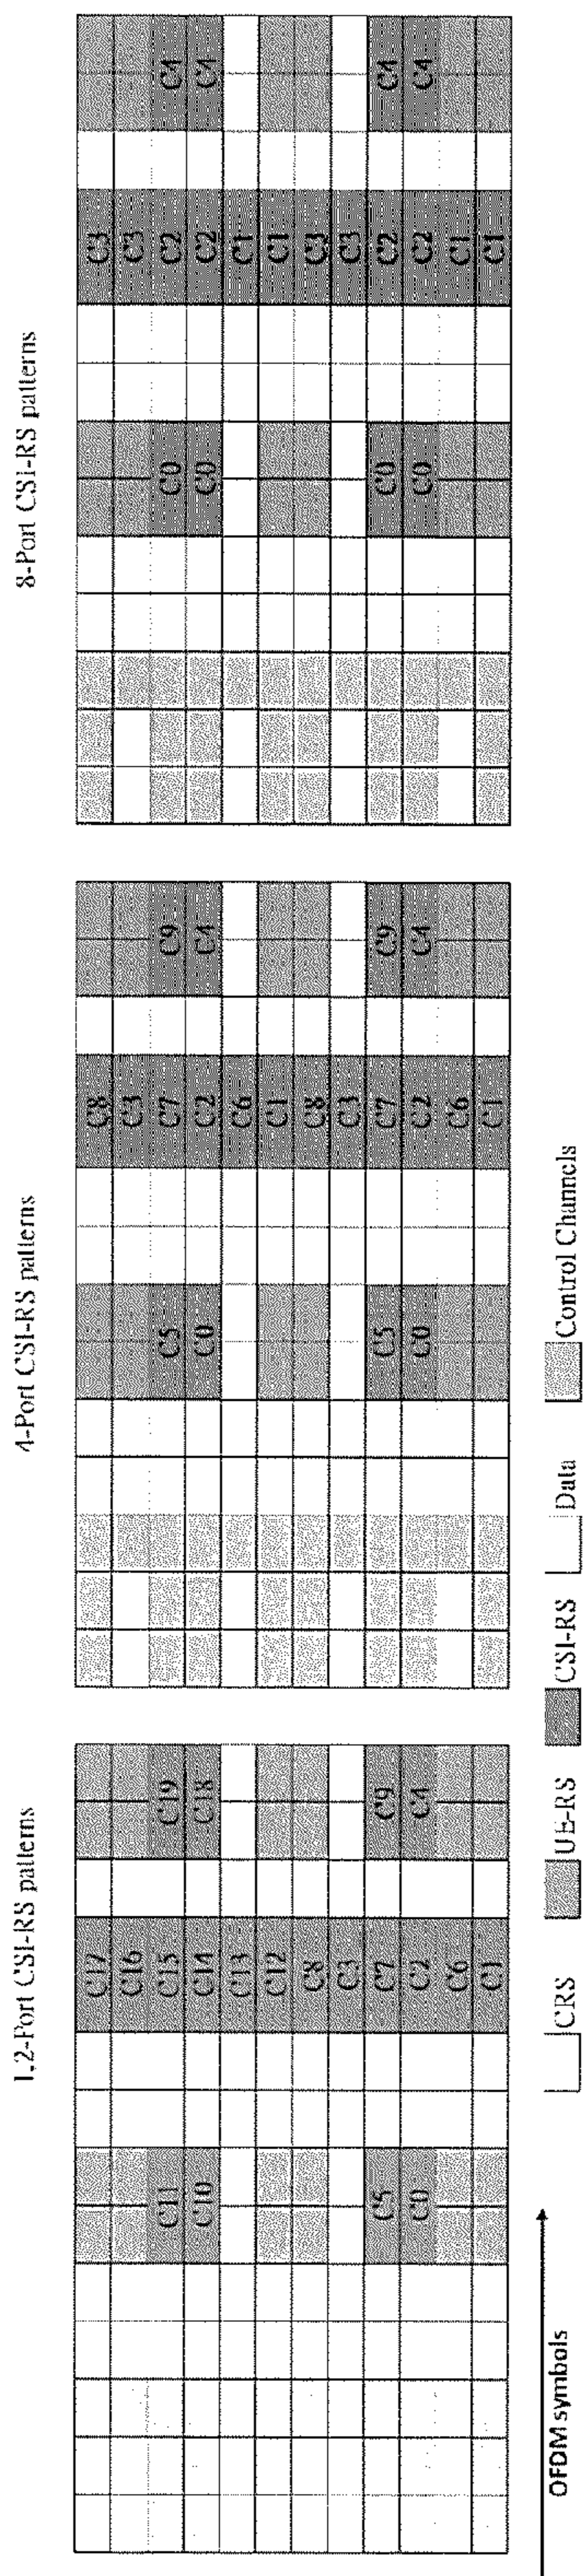 1,2-Port CSI-RS patterns
C17
C16
C11 C15 C19
C10 C14 C18
C13
C12
C8
C3
C5 C7 C9
C0 C2 C4
C6
C1
4-Port CSI-RS patterns
C8
C3
C5 C7 C9
C0 C2 C4
C6
C1
C8
C3
C5 C7 C9
C0 C2 C4
C6
C1
8-Port CSI-RS patterns
C3
C3
C0 C2 C4
C0 C2 C4
C1
C1
C3
C3
C0 C2 C4
C0 C2 C4
C1
C1
CRS UE-RS CSI-RS Data Control Channels
OFDM symbols